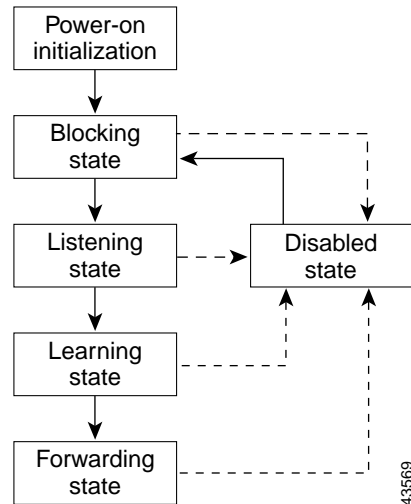 Power-on
initialization
Blocking
state
Listening
state
Disabled
state
Learning
state
Forwarding
state
43569